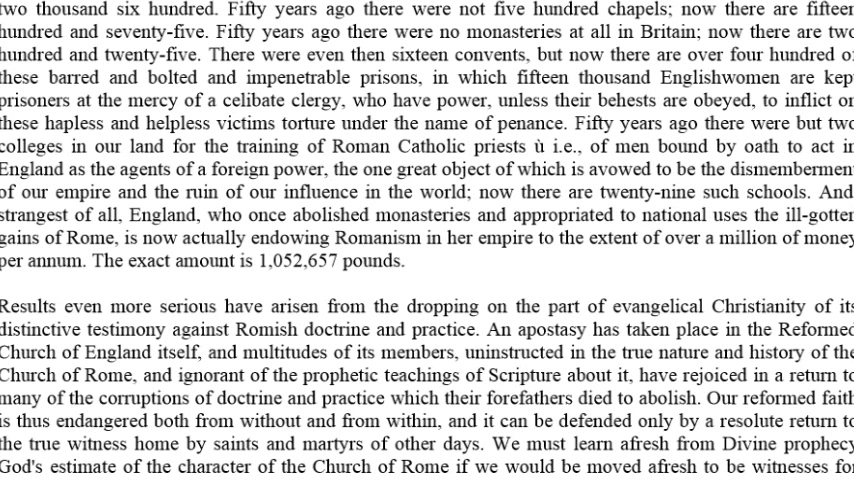 two thousand six hundred. Fifty years ago there were not five hundred chapels; now there are fifteen
hundred and seventy-five. Fifty years ago there were no monasteries at all in Britain; now there are two
hundred and twenty-five. There were even then sixteen convents, but now there are over four hundred of
these barred and bolted and impenetrable prisons, in which fifteen thousand Englishwomen are kept
prisoners at the mercy of a celibate clergy, who have power, unless their behests are obeyed, to inflict on
these hapless and helpless victims torture under the name of penance. Fifty years ago there were but two
colleges in our land for the training of Roman Catholic priests ù i.e., of men bound by oath to act in
England as the agents of a foreign power, the one great object of which is avowed to be the dismemberment
of our empire and the ruin of our influence in the world; now there are twenty-nine such schools. And,
strangest of all, England, who once abolished monasteries and appropriated to national uses the ill-gotten
gains of Rome, is now actually endowing Romanism in her empire to the extent of over a million of money
per annum. The exact amount is 1,052,657 pounds.
Results even more serious have arisen from the dropping on the part of evangelical Christianity of its
distinctive testimony against Romish doctrine and practice. An apostasy has taken place in the Reformed
Church of England itself, and multitudes of its members, uninstructed in the true nature and history of the
Church of Rome, and ignorant of the prophetic teachings of Scripture about it, have rejoiced in a return to
many of the corruptions of doctrine and practice which their forefathers died to abolish. Our reformed faith
is thus endangered both from without and from within, and it can be defended only by a resolute return to
the true witness home by saints and martyrs of other days. We must learn afresh from Divine prophecy
God's estimate of the character of the Church of Rome if we would be moved afresh to be witnesses for